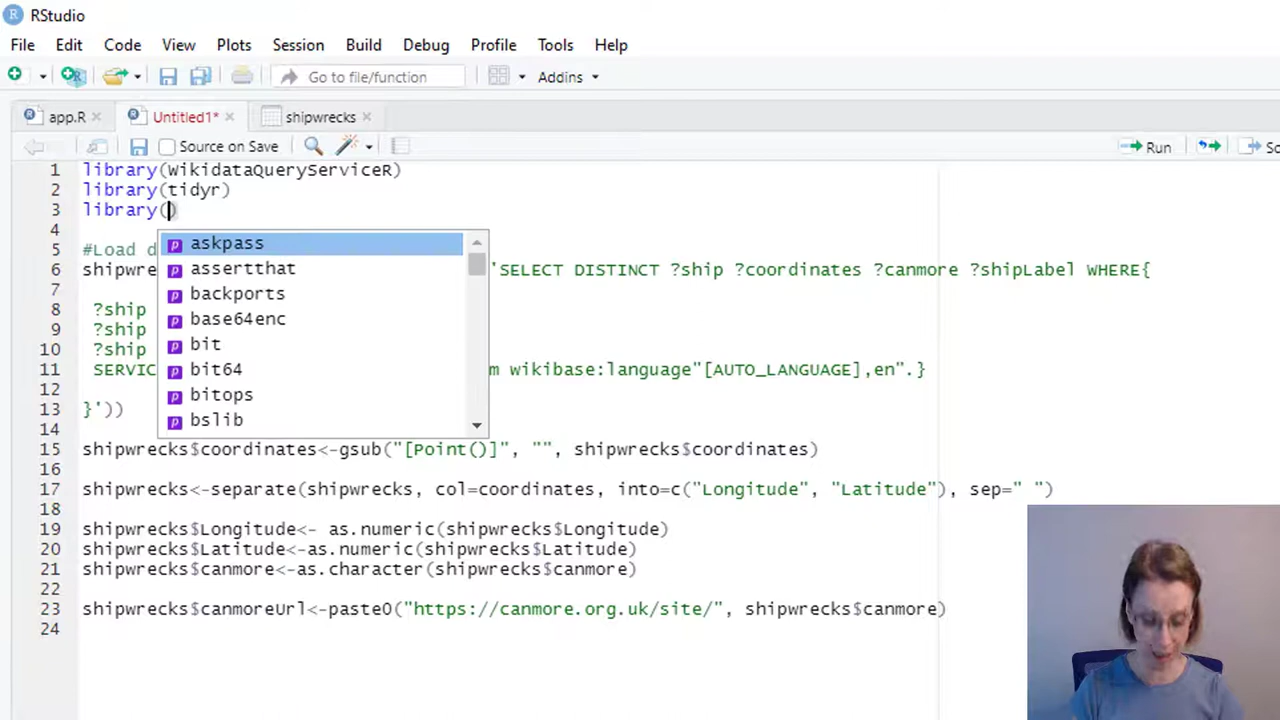 RStudio
File Edit Code View Plots Session Build Debug Profile Tools Help
Go to file/function Addins
app.R Untitled1* shipwrecks
Source on Save Run So
1 library(WikidataQueryServiceR)
2 library(tidyr)
3 library()
4
5 #Load d
6 shipwre 'SELECT DISTINCT ?ship ?coordinates ?canmore ?shipLabel WHERE{
7
8 ?ship
9 ?ship
10 ?ship
11 SERVIC m wikibase:language"[AUTO_LANGUAGE],en".}
12
13 }'))
14
15 shipwrecks$coordinates<-gsub("[Point()]", "", shipwrecks$coordinates)
16
17 shipwrecks<-separate(shipwrecks, col=coordinates, into=c("Longitude", "Latitude"), sep=" ")
18
19 shipwrecks$Longitude<- as.numeric(shipwrecks$Longitude)
20 shipwrecks$Latitude<-as.numeric(shipwrecks$Latitude)
21 shipwrecks$canmore<-as.character(shipwrecks$canmore)
22
23 shipwrecks$canmoreUrl<-paste0("https://canmore.org.uk/site/", shipwrecks$canmore)
24
askpass
assertthat
backports
base64enc
bit
bit64
bitops
bslib